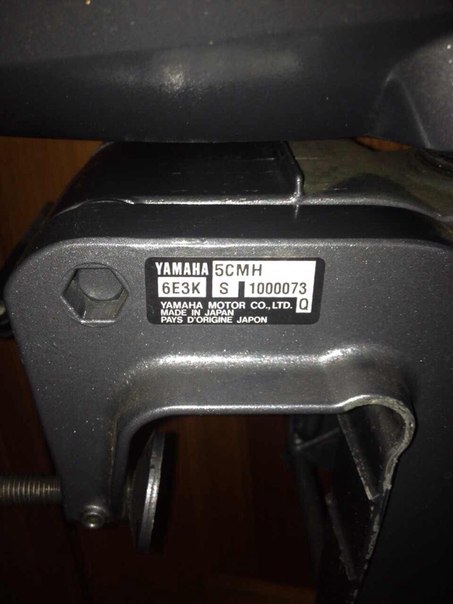 YAMAHA 5CMH
6E3K S 1000073
YAMAHA MOTOR CO.,LTD. Q
MADE IN JAPAN
PAYS D'ORIGINE JAPON